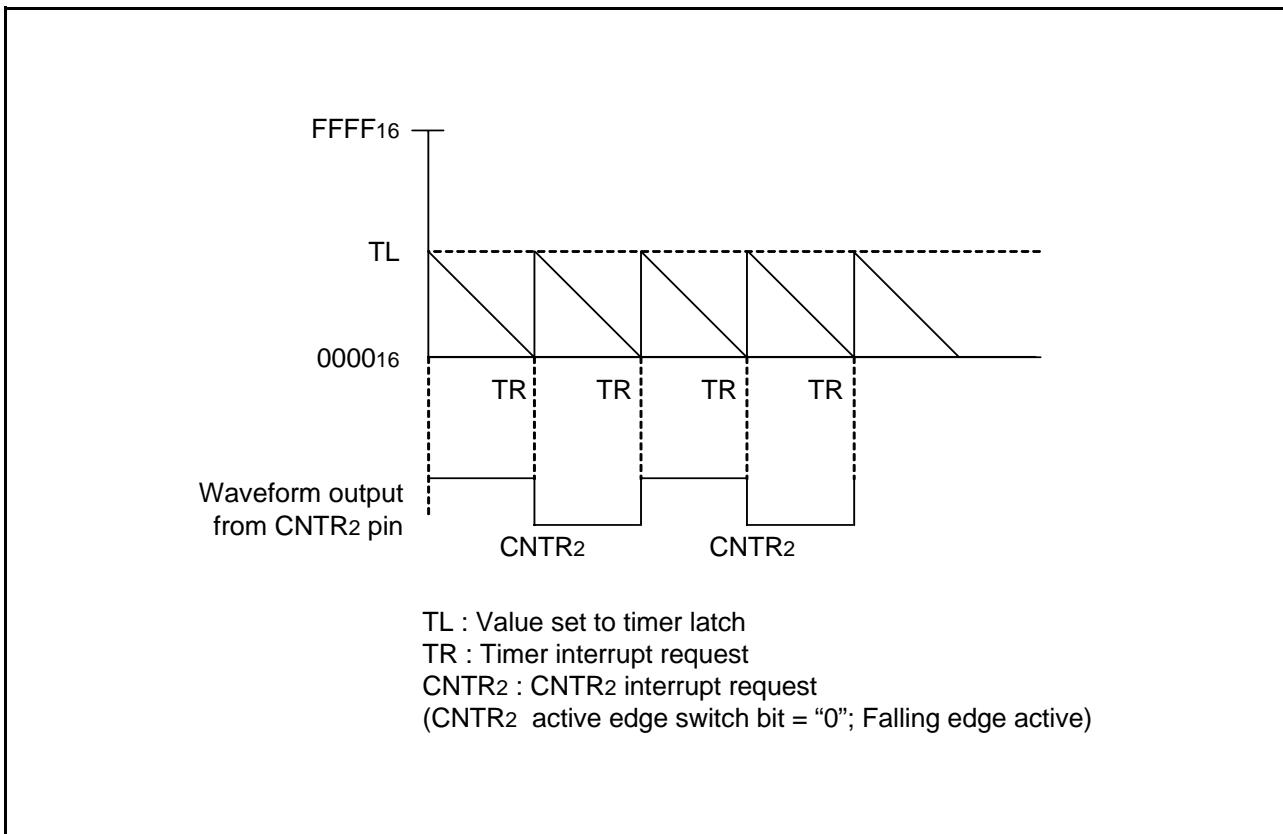 FFFF16
TL
000016
TR TR TR TR
Waveform output
from CNTR2 pin
CNTR2 CNTR2
TL : Value set to timer latch
TR : Timer interrupt request
CNTR2 : CNTR2 interrupt request
(CNTR2 active edge switch bit = “0”; Falling edge active)